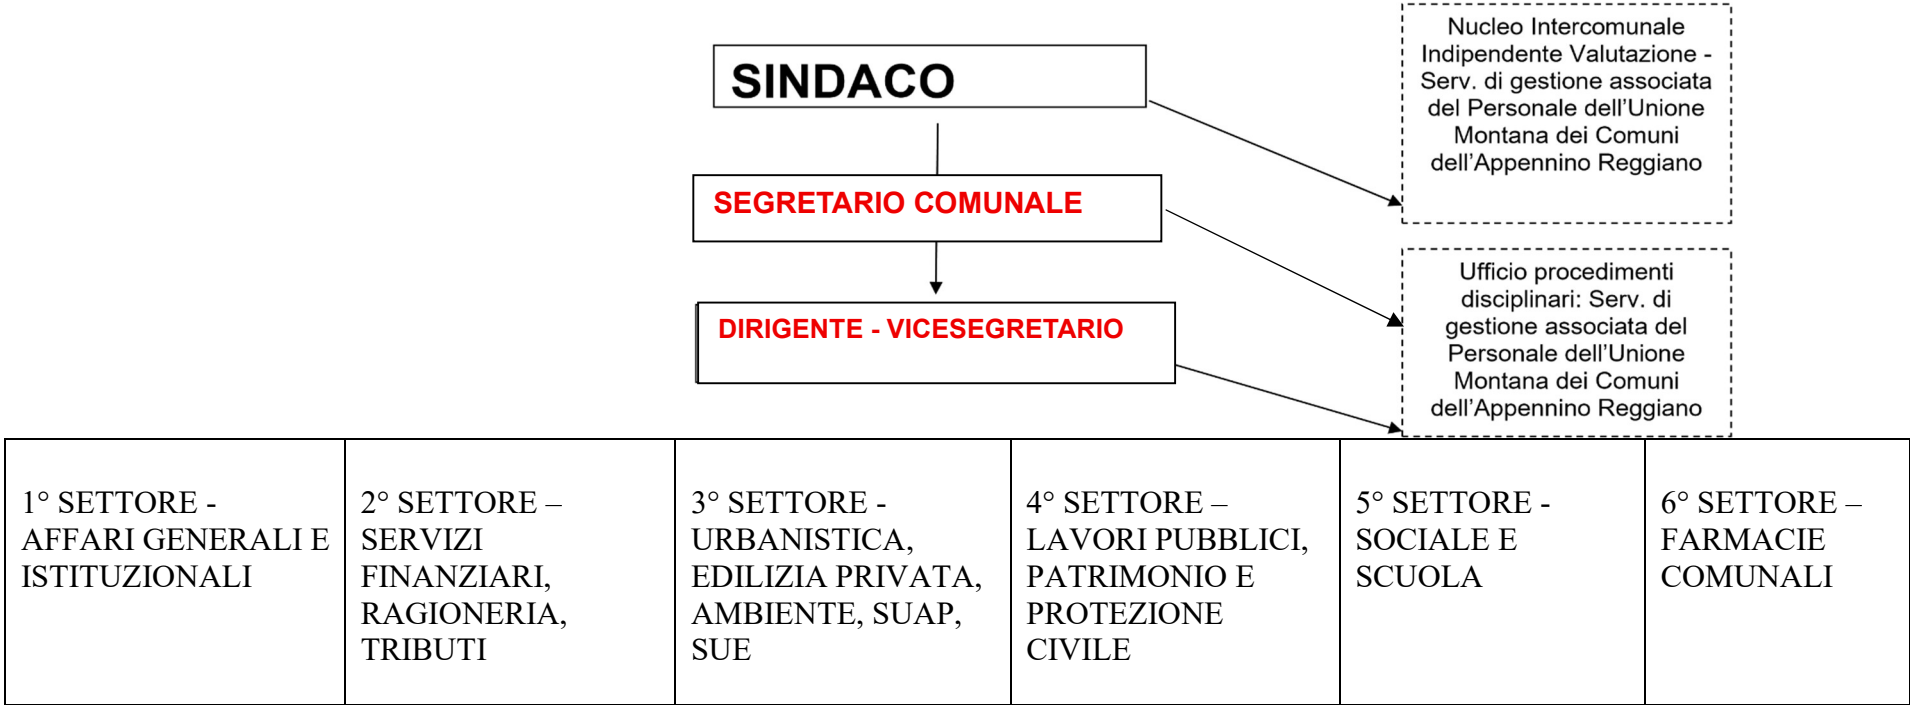 SINDACO
Nucleo Intercomunale
Indipendente Valutazione -
Serv. di gestione associata
del Personale dell'Unione
Montana dei Comuni
dell'Appennino Reggiano
SEGRETARIO COMUNALE
Ufficio procedimenti
disciplinari: Serv. di
gestione associata del
Personale dell'Unione
Montana dei Comuni
dell'Appennino Reggiano
DIRIGENTE - VICESEGRETARIO
1° SETTORE -
AFFARI GENERALI E
ISTITUZIONALI
2° SETTORE –
SERVIZI
FINANZIARI,
RAGIONERIA,
TRIBUTI
3° SETTORE -
URBANISTICA,
EDILIZIA PRIVATA,
AMBIENTE, SUAP,
SUE
4° SETTORE –
LAVORI PUBBLICI,
PATRIMONIO E
PROTEZIONE
CIVILE
5° SETTORE -
SOCIALE E
SCUOLA
6° SETTORE –
FARMACIE
COMUNALI